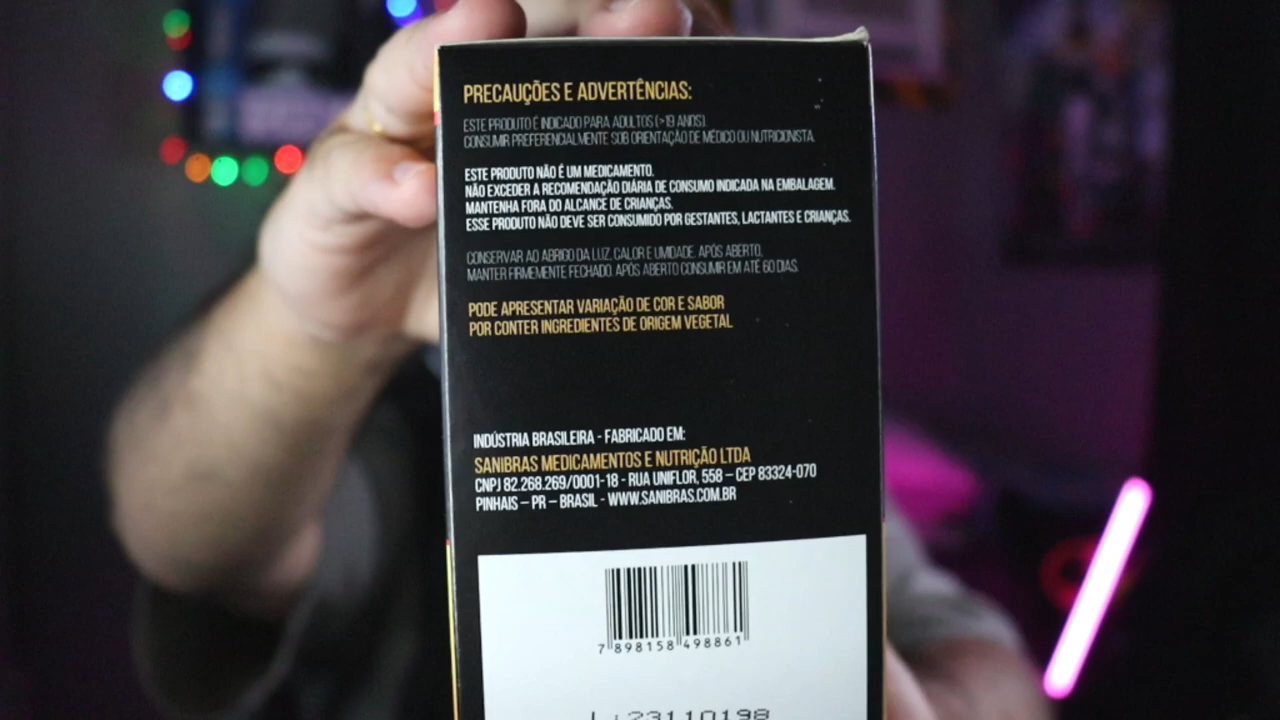 PRECAUÇÕES E ADVERTÊNCIAS:
ESTE PRODUTO É INDICADO PARA ADULTOS (>19 ANOS).
CONSUMIR PREFERENCIALMENTE SOB ORIENTAÇÃO DE MÉDICO OU NUTRICIONISTA.
ESTE PRODUTO NÃO É UM MEDICAMENTO.
NÃO EXCEDER A RECOMENDAÇÃO DIÁRIA DE CONSUMO INDICADA NA EMBALAGEM.
MANTENHA FORA DO ALCANCE DE CRIANÇAS.
ESSE PRODUTO NÃO DEVE SER CONSUMIDO POR GESTANTES, LACTANTES E CRIANÇAS.
CONSERVAR AO ABRIGO DA LUZ, CALOR E UMIDADE. APÓS ABERTO,
MANTER FIRMEMENTE FECHADO. APÓS ABERTO CONSUMIR EM ATÉ 60 DIAS.
PODE APRESENTAR VARIAÇÃO DE COR E SABOR
POR CONTER INGREDIENTES DE ORIGEM VEGETAL
INDÚSTRIA BRASILEIRA - FABRICADO EM:
SANIBRAS MEDICAMENTOS E NUTRIÇÃO LTDA
CNPJ 82.268.269/0001-18 - RUA UNIFLOR, 558 – CEP 83324-070
PINHAIS – PR – BRASIL - WWW.SANIBRAS.COM.BR
7 898158 498861
23110198